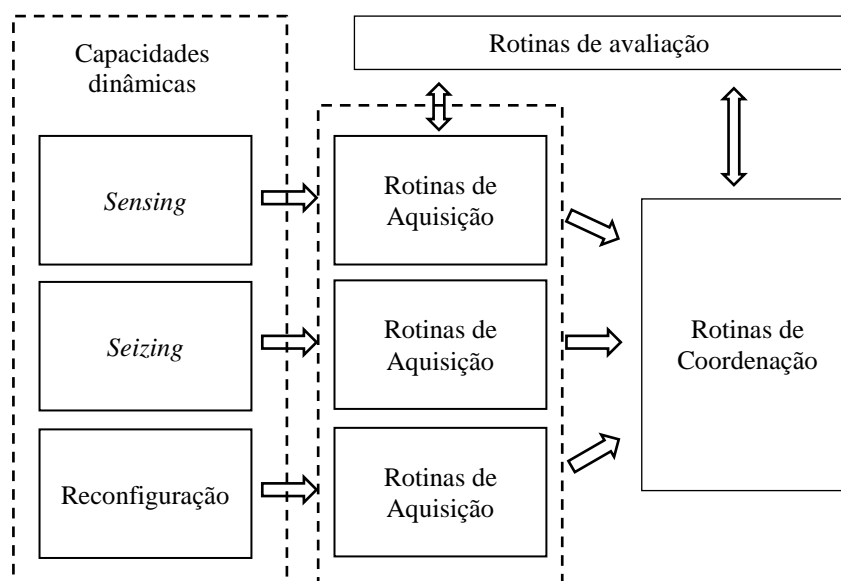 Capacidades
dinâmicas
Rotinas de avaliação
Sensing
Rotinas de
Aquisição
Seizing
Rotinas de
Aquisição
Rotinas de
Coordenação
Reconfiguração
Rotinas de
Aquisição